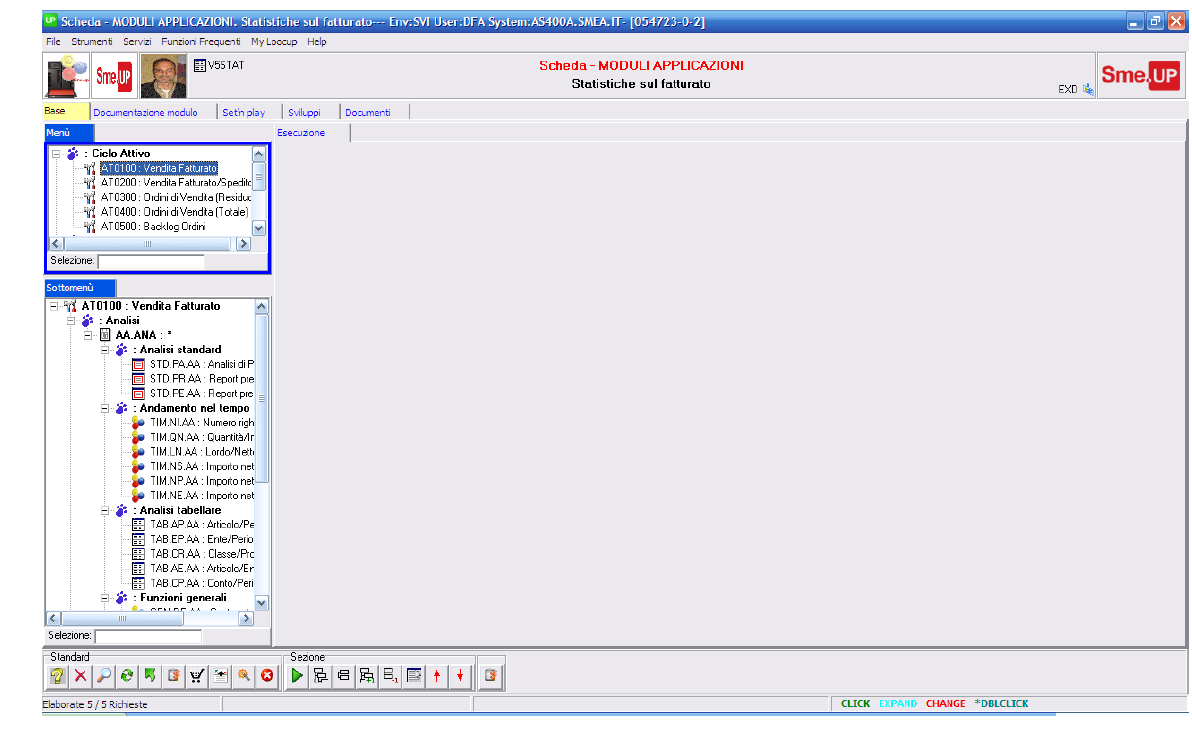 UP Scheda - MODULI APPLICAZIONI. Statistiche sul fatturato--- Env:SVI User:DFA System:AS400A.SMEA.IT- [054723-0-2]
File Strumenti Servizi Funzioni Frequenti My Loocup Help
Sme.UP
V5STAT
Scheda - MODULI APPLICAZIONI
Statistiche sul fatturato
EXD
Sme.UP
Base Documentazione modulo Set'n play Sviluppi Documenti
Menù
Esecuzione
: Ciclo Attivo
AT0100 : Vendita Fatturato
AT0200 : Vendita Fatturato/Spedito
AT0300 : Ordini di Vendita (Residuo
AT0400 : Ordini di Vendita (Totale)
AT0500 : Backlog Ordini
Selezione:
Sottomenù
AT0100 : Vendita Fatturato
: Analisi
AA.ANA : *
: Analisi standard
STD.PA.AA : Analisi di P
STD.PR.AA : Report pre
STD.PE.AA : Report pre
: Andamento nel tempo
TIM.NI.AA : Numero righ
TIM.QN.AA : Quantità/Ir
TIM.LN.AA : Lordo/Nett
TIM.NS.AA : Importo net
TIM.NP.AA : Importo net
TIM.NE.AA : Importo net
: Analisi tabellare
TAB.AP.AA : Articolo/Pe
TAB.EP.AA : Ente/Perio
TAB.CR.AA : Classe/Pro
TAB.AE.AA : Articolo/Er
TAB.CP.AA : Conto/Peri
: Funzioni generali
Selezione:
Standard
Sezione
Elaborate 5 / 5 Richieste
CLICK EXPAND CHANGE *DBLCLICK